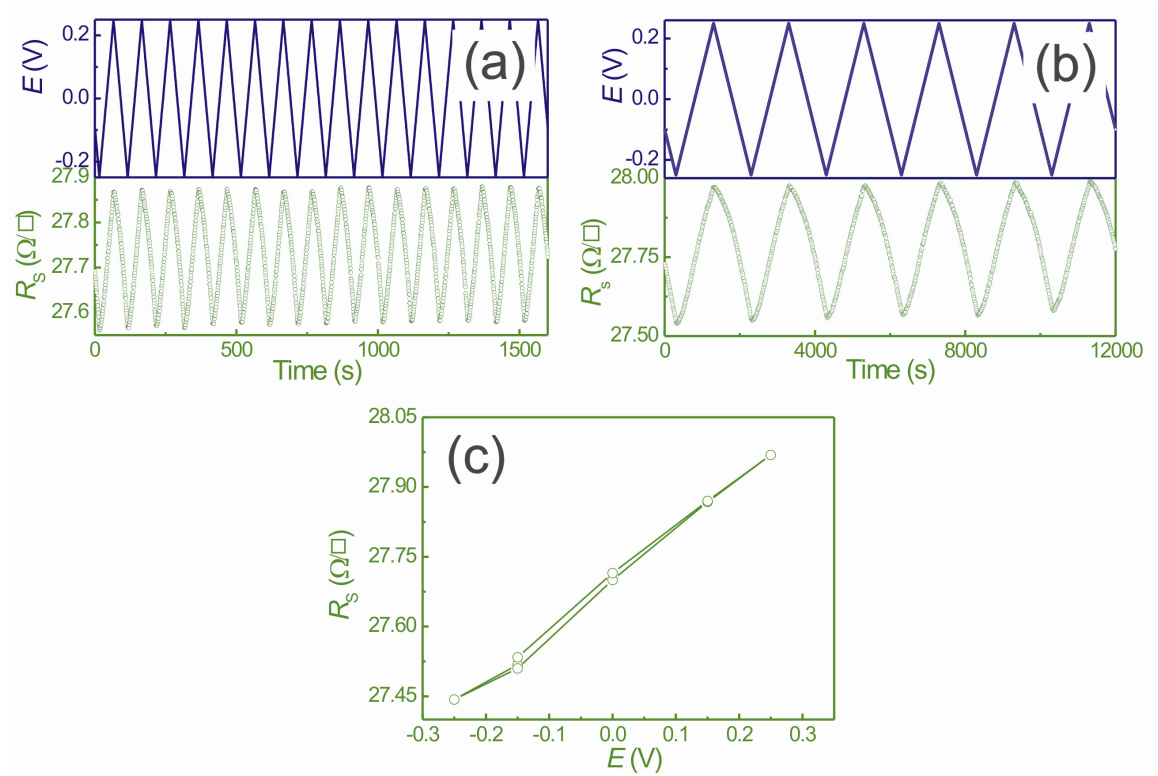 (a)
E (V)
0.2
0.0
-0.2
27.9
27.8
27.7
27.6
R_S (Ω/□)
0 500 1000 1500
Time (s)
(b)
E (V)
0.2
0.0
-0.2
28.00
27.75
27.50
R_s (Ω/□)
0 4000 8000 12000
Time (s)
(c)
28.05
27.90
27.75
27.60
27.45
R_S (Ω/□)
-0.3 -0.2 -0.1 0.0 0.1 0.2 0.3
E (V)